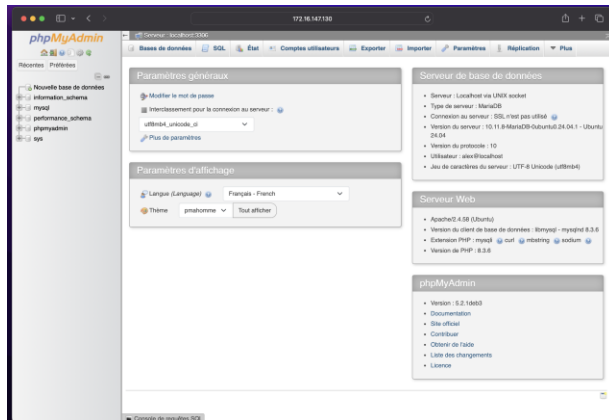 172.16.147.130
phpMyAdmin
Récentes Préférées
Nouvelle base de données
information_schema
mysql
performance_schema
phpmyadmin
sys
Serveur : localhost:3306
Bases de données SQL État Comptes utilisateurs Exporter Importer Paramètres Réplication Plus
Paramètres généraux
Modifier le mot de passe
Interclassement pour la connexion au serveur :
utf8mb4_unicode_ci
Plus de paramètres
Paramètres d'affichage
Langue (Language) Français - French
Thème pmahomme Tout afficher
Serveur de base de données
Serveur : Localhost via UNIX socket
Type de serveur : MariaDB
Connexion au serveur : SSL n'est pas utilisé
Version du serveur : 10.11.8-MariaDB-0ubuntu0.24.04.1 - Ubuntu
24.04
Version du protocole : 10
Utilisateur : alex@localhost
Jeu de caractères du serveur : UTF-8 Unicode (utf8mb4)
Serveur Web
Apache/2.4.58 (Ubuntu)
Version du client de base de données : libmysql - mysqlnd 8.3.6
Extension PHP : mysqli curl mbstring sodium
Version de PHP : 8.3.6
phpMyAdmin
Version : 5.2.1deb3
Documentation
Site officiel
Contribuer
Obtenir de l'aide
Liste des changements
Licence
Console de requêtes SQL